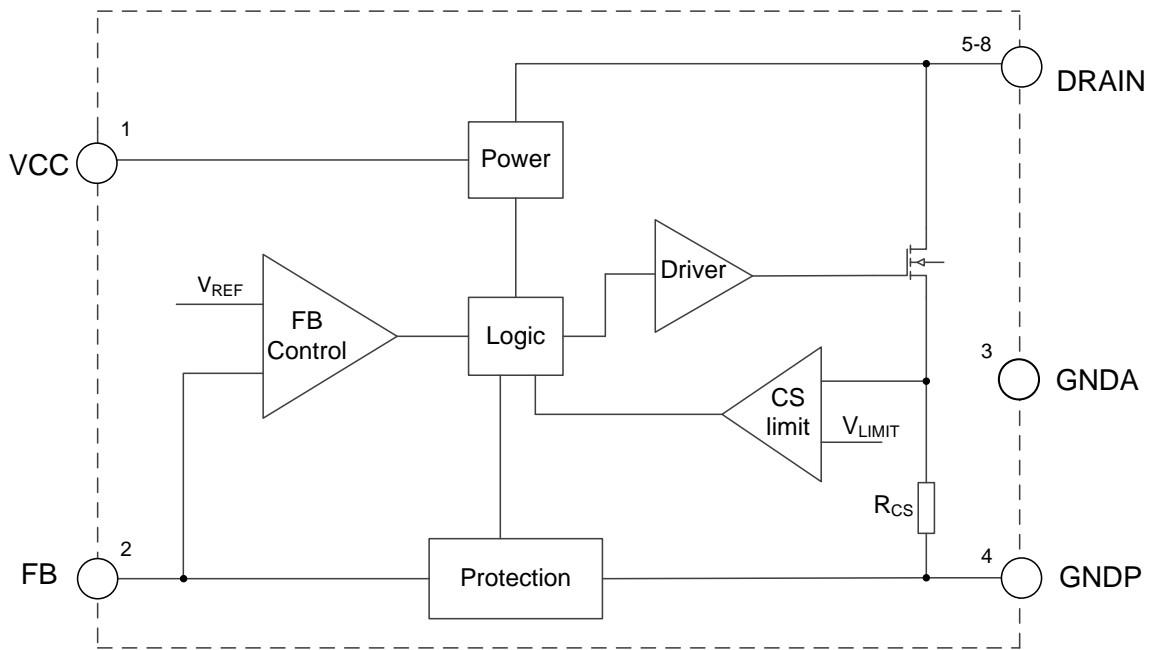 5-8
DRAIN
1
VCC
Power
Driver
VREF
FB
Control
Logic
3
GNDA
CS
limit
VLIMIT
RCS
2
FB
Protection
4
GNDP